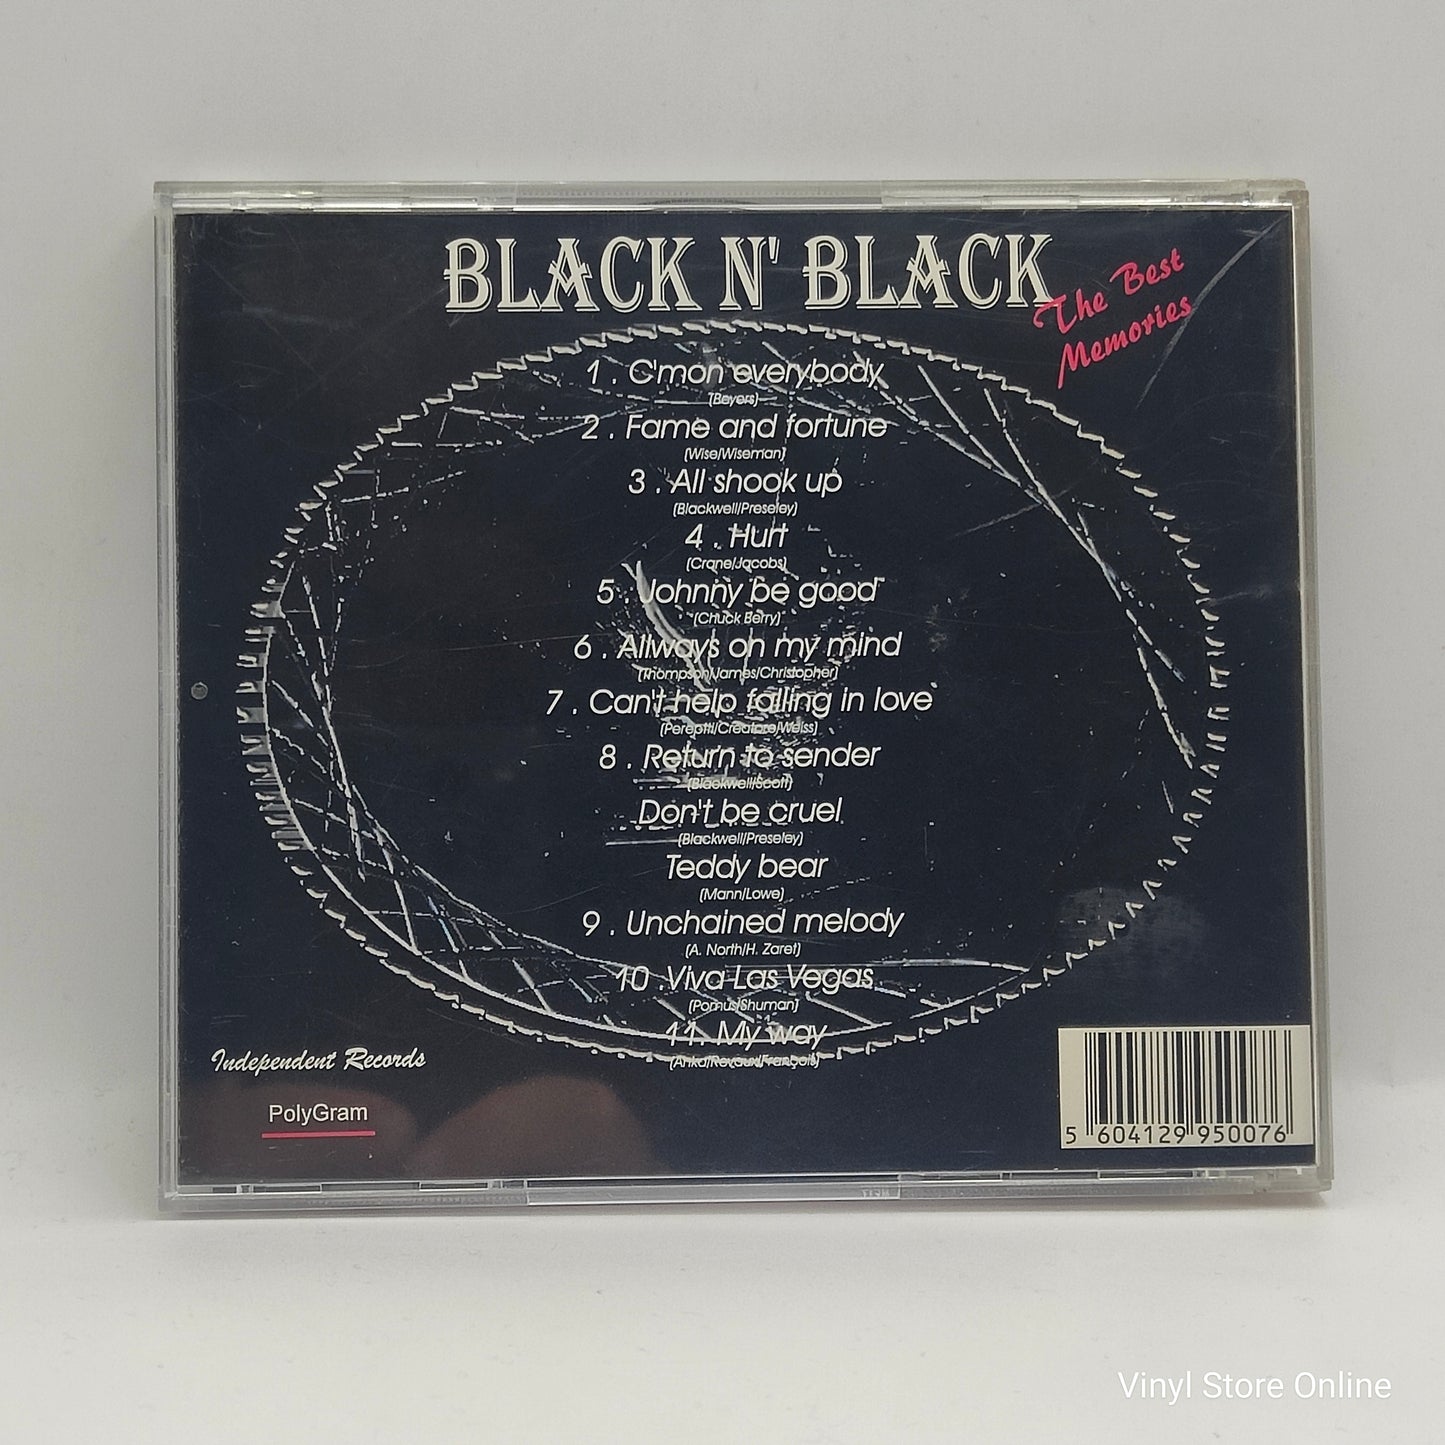 BLACK N' BLACK
The Best
Memories
1 . C'mon everybody
(Beyers)
2 . Fame and fortune
(Wise/Wiseman)
3 . All shook up
(Blackwell/Preseley)
4 . Hurt
(Crane/Jacobs)
5 . Johnny be good
(Chuck Berry)
6 . Allways on my mind
(Thompson/James/Christopher)
7 . Can't help falling in love
(Pereptti/Creatore/Weiss)
8 . Return to sender
(Blackwell/Scott)
Don't be cruel
(Blackwell/Preseley)
Teddy bear
(Mann/Lowe)
9 . Unchained melody
(A. North/H. Zaret)
10 .Viva Las Vegas
(Pomus/Shuman)
11. My way
(Anka/Revaux/François)
Independent Records
PolyGram
5 604129 950076
Vinyl Store Online